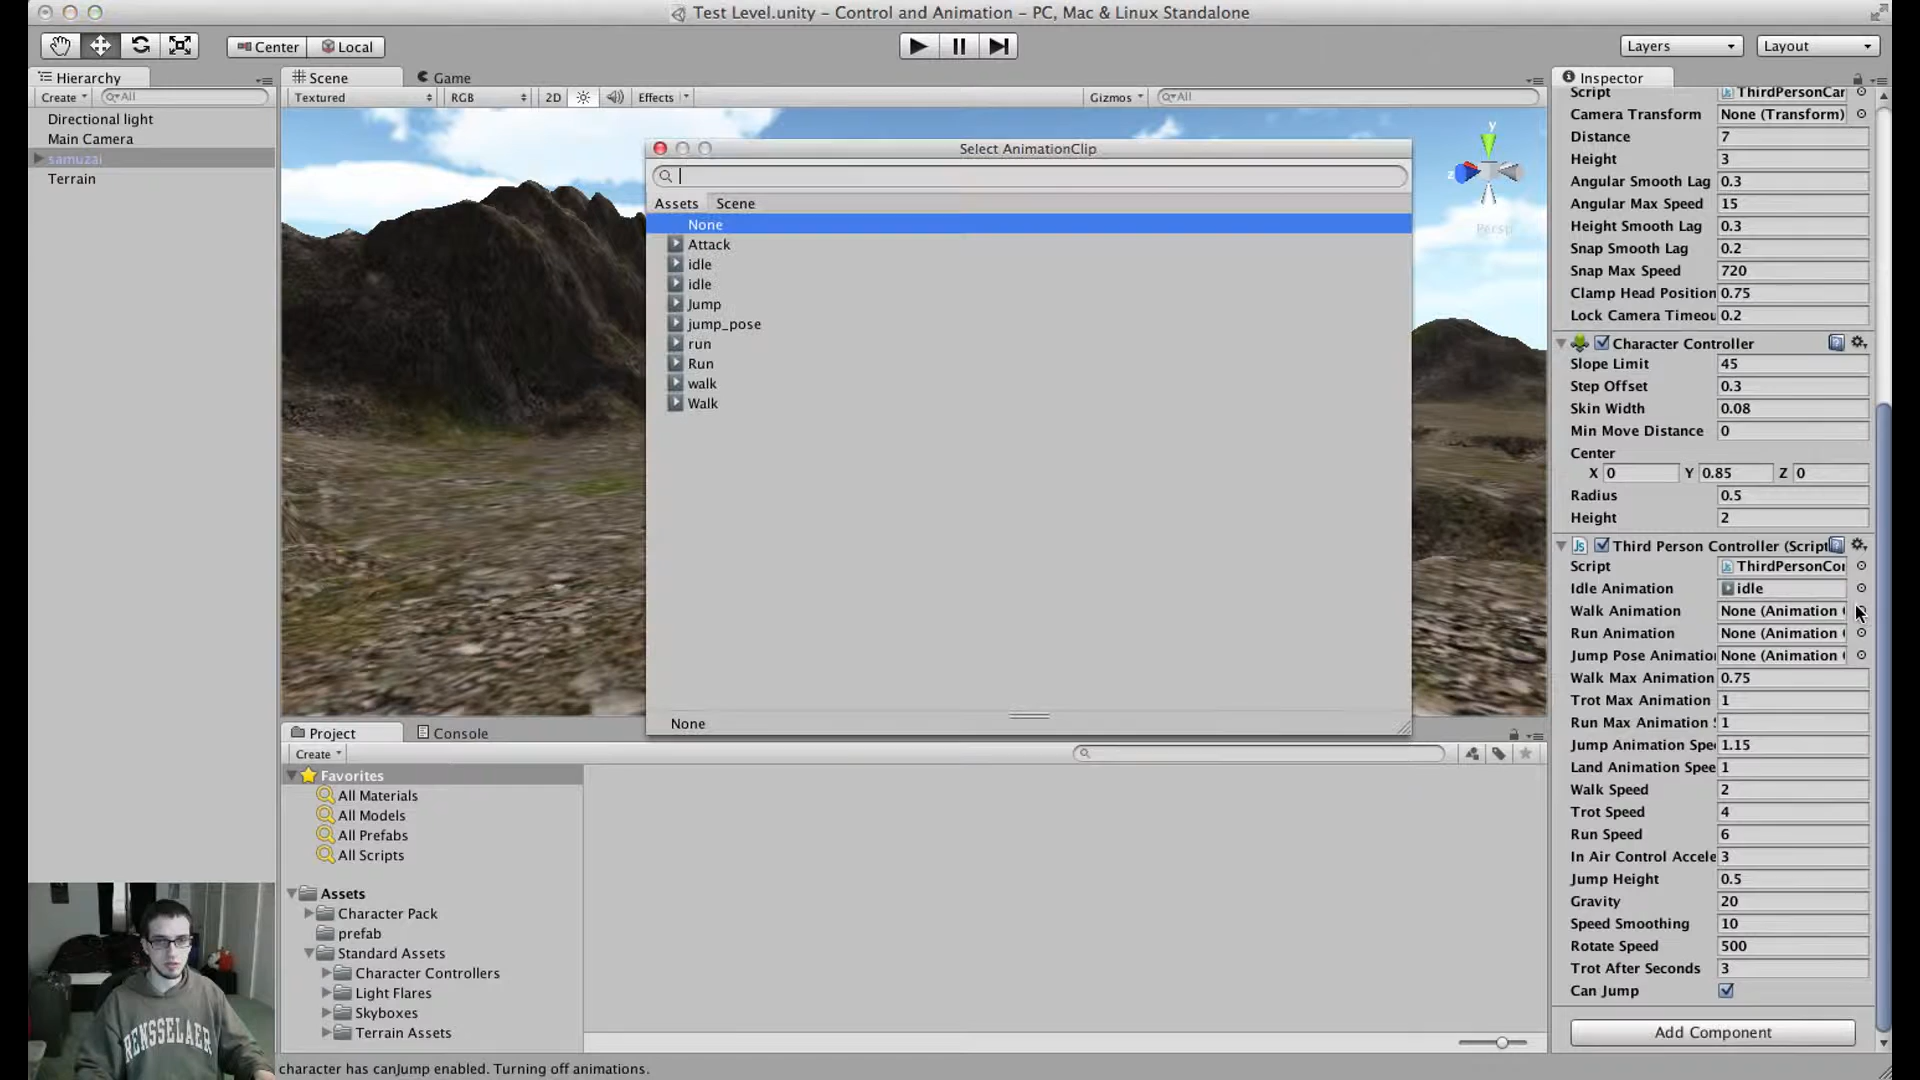 Test Level.unity – Control and Animation – PC, Mac & Linux Standalone
Center
Local
Layers
Layout
Hierarchy
Create
All
Directional light
Main Camera
samuzai
Terrain
Scene
Game
Textured
RGB
2D
Effects
Gizmos
All
y
z
Persp
Select AnimationClip
Assets
Scene
None
Attack
idle
idle
Jump
jump_pose
run
Run
walk
Walk
None
Project
Console
Create
Favorites
All Materials
All Models
All Prefabs
All Scripts
Assets
Character Pack
prefab
Standard Assets
Character Controllers
Light Flares
Skyboxes
Terrain Assets
RENSSELAER
character has canJump enabled. Turning off animations.
Inspector
Script ThirdPersonCar
Camera Transform None (Transform)
Distance 7
Height 3
Angular Smooth Lag 0.3
Angular Max Speed 15
Height Smooth Lag 0.3
Snap Smooth Lag 0.2
Snap Max Speed 720
Clamp Head Position 0.75
Lock Camera Timeou 0.2
Character Controller
Slope Limit 45
Step Offset 0.3
Skin Width 0.08
Min Move Distance 0
Center
X 0 Y 0.85 Z 0
Radius 0.5
Height 2
Third Person Controller (Script
Script ThirdPersonCor
Idle Animation idle
Walk Animation None (Animation
Run Animation None (Animation
Jump Pose Animatio None (Animation
Walk Max Animation 0.75
Trot Max Animation 1
Run Max Animation 1
Jump Animation Spe 1.15
Land Animation Spee 1
Walk Speed 2
Trot Speed 4
Run Speed 6
In Air Control Accele 3
Jump Height 0.5
Gravity 20
Speed Smoothing 10
Rotate Speed 500
Trot After Seconds 3
Can Jump
Add Component